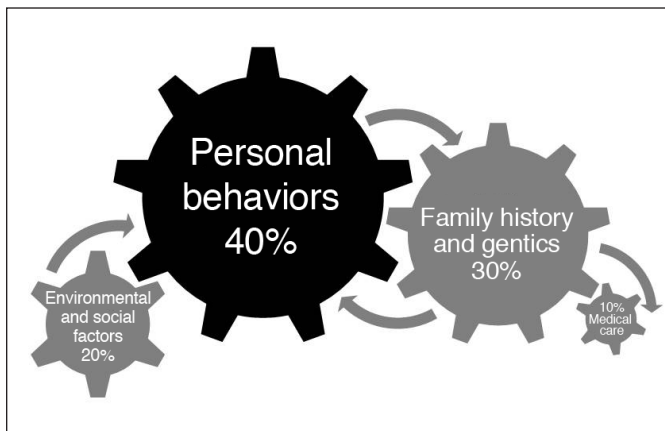 Personal
behaviors
40%
Family history
and gentics
30%
Environmental
and social
factors
20%
10%
Medical
care